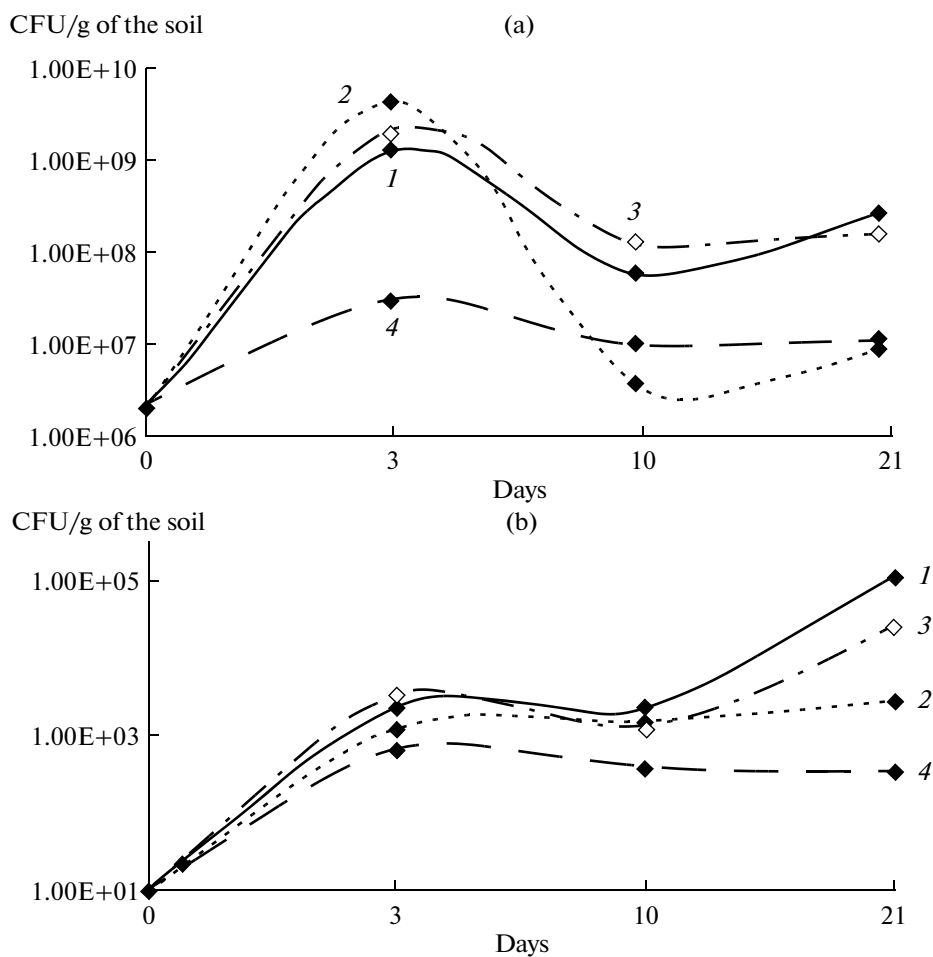 CFU/g of the soil (a)
1.00E+10
2
1.00E+09
1
3
1.00E+08
4
1.00E+07
1.00E+06
0 3 10 21
Days
CFU/g of the soil (b)
1.00E+05
1
3
2
1.00E+03
4
1.00E+01
0 3 10 21
Days